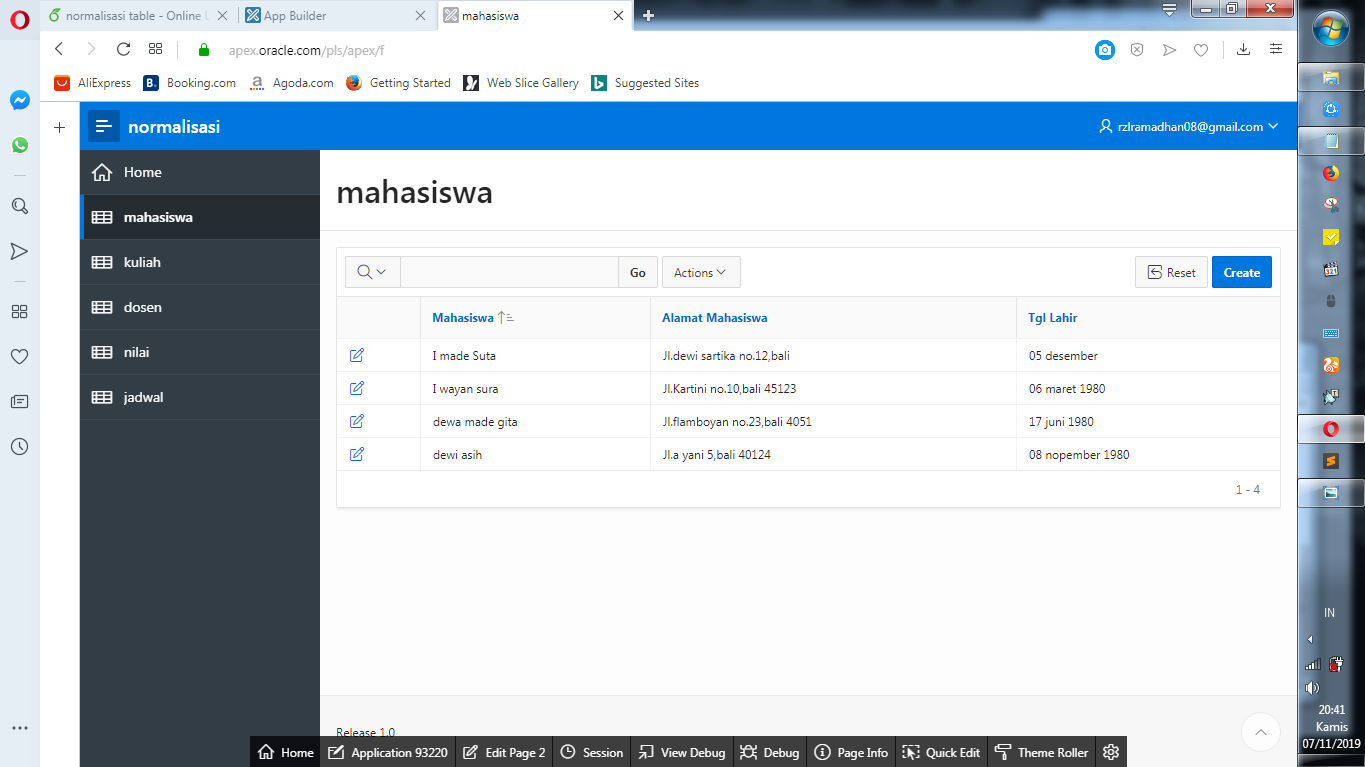 normalisasi table - Online L
App Builder
mahasiswa
apex.oracle.com/pls/apex/f
AliExpress
B.
Booking.com
a
Agoda.com
Getting Started
Web Slice Gallery
b
Suggested Sites
normalisasi
rzlramadhan08@gmail.com
Home
mahasiswa
kuliah
dosen
nilai
jadwal
mahasiswa
Go
Actions
Reset
Create
Mahasiswa
Alamat Mahasiswa
Tgl Lahir
I made Suta
Jl.dewi sartika no.12,bali
05 desember
I wayan sura
Jl.Kartini no.10,bali 45123
06 maret 1980
dewa made gita
Jl.flamboyan no.23,bali 4051
17 juni 1980
dewi asih
Jl.a yani 5,bali 40124
08 nopember 1980
1 - 4
Release 1.0
Home
Application 93220
Edit Page 2
Session
View Debug
Debug
Page Info
Quick Edit
Theme Roller
321
IN
20:41
Kamis
07/11/2019